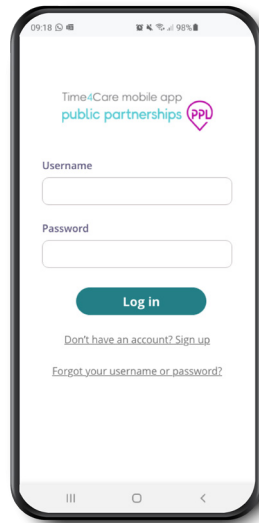 09:18 98%
Time4Care mobile app
public partnerships PPL
Username
Password
Log in
Don't have an account? Sign up
Forgot your username or password?